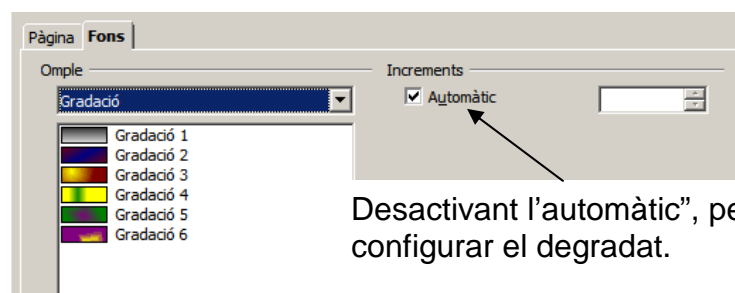 Pàgina Fons
Omple
Increments
Gradació
Automàtic
Gradació 1
Gradació 2
Gradació 3
Gradació 4
Gradació 5
Gradació 6
Desactivant l’automàtic”,
configurar el degradat.